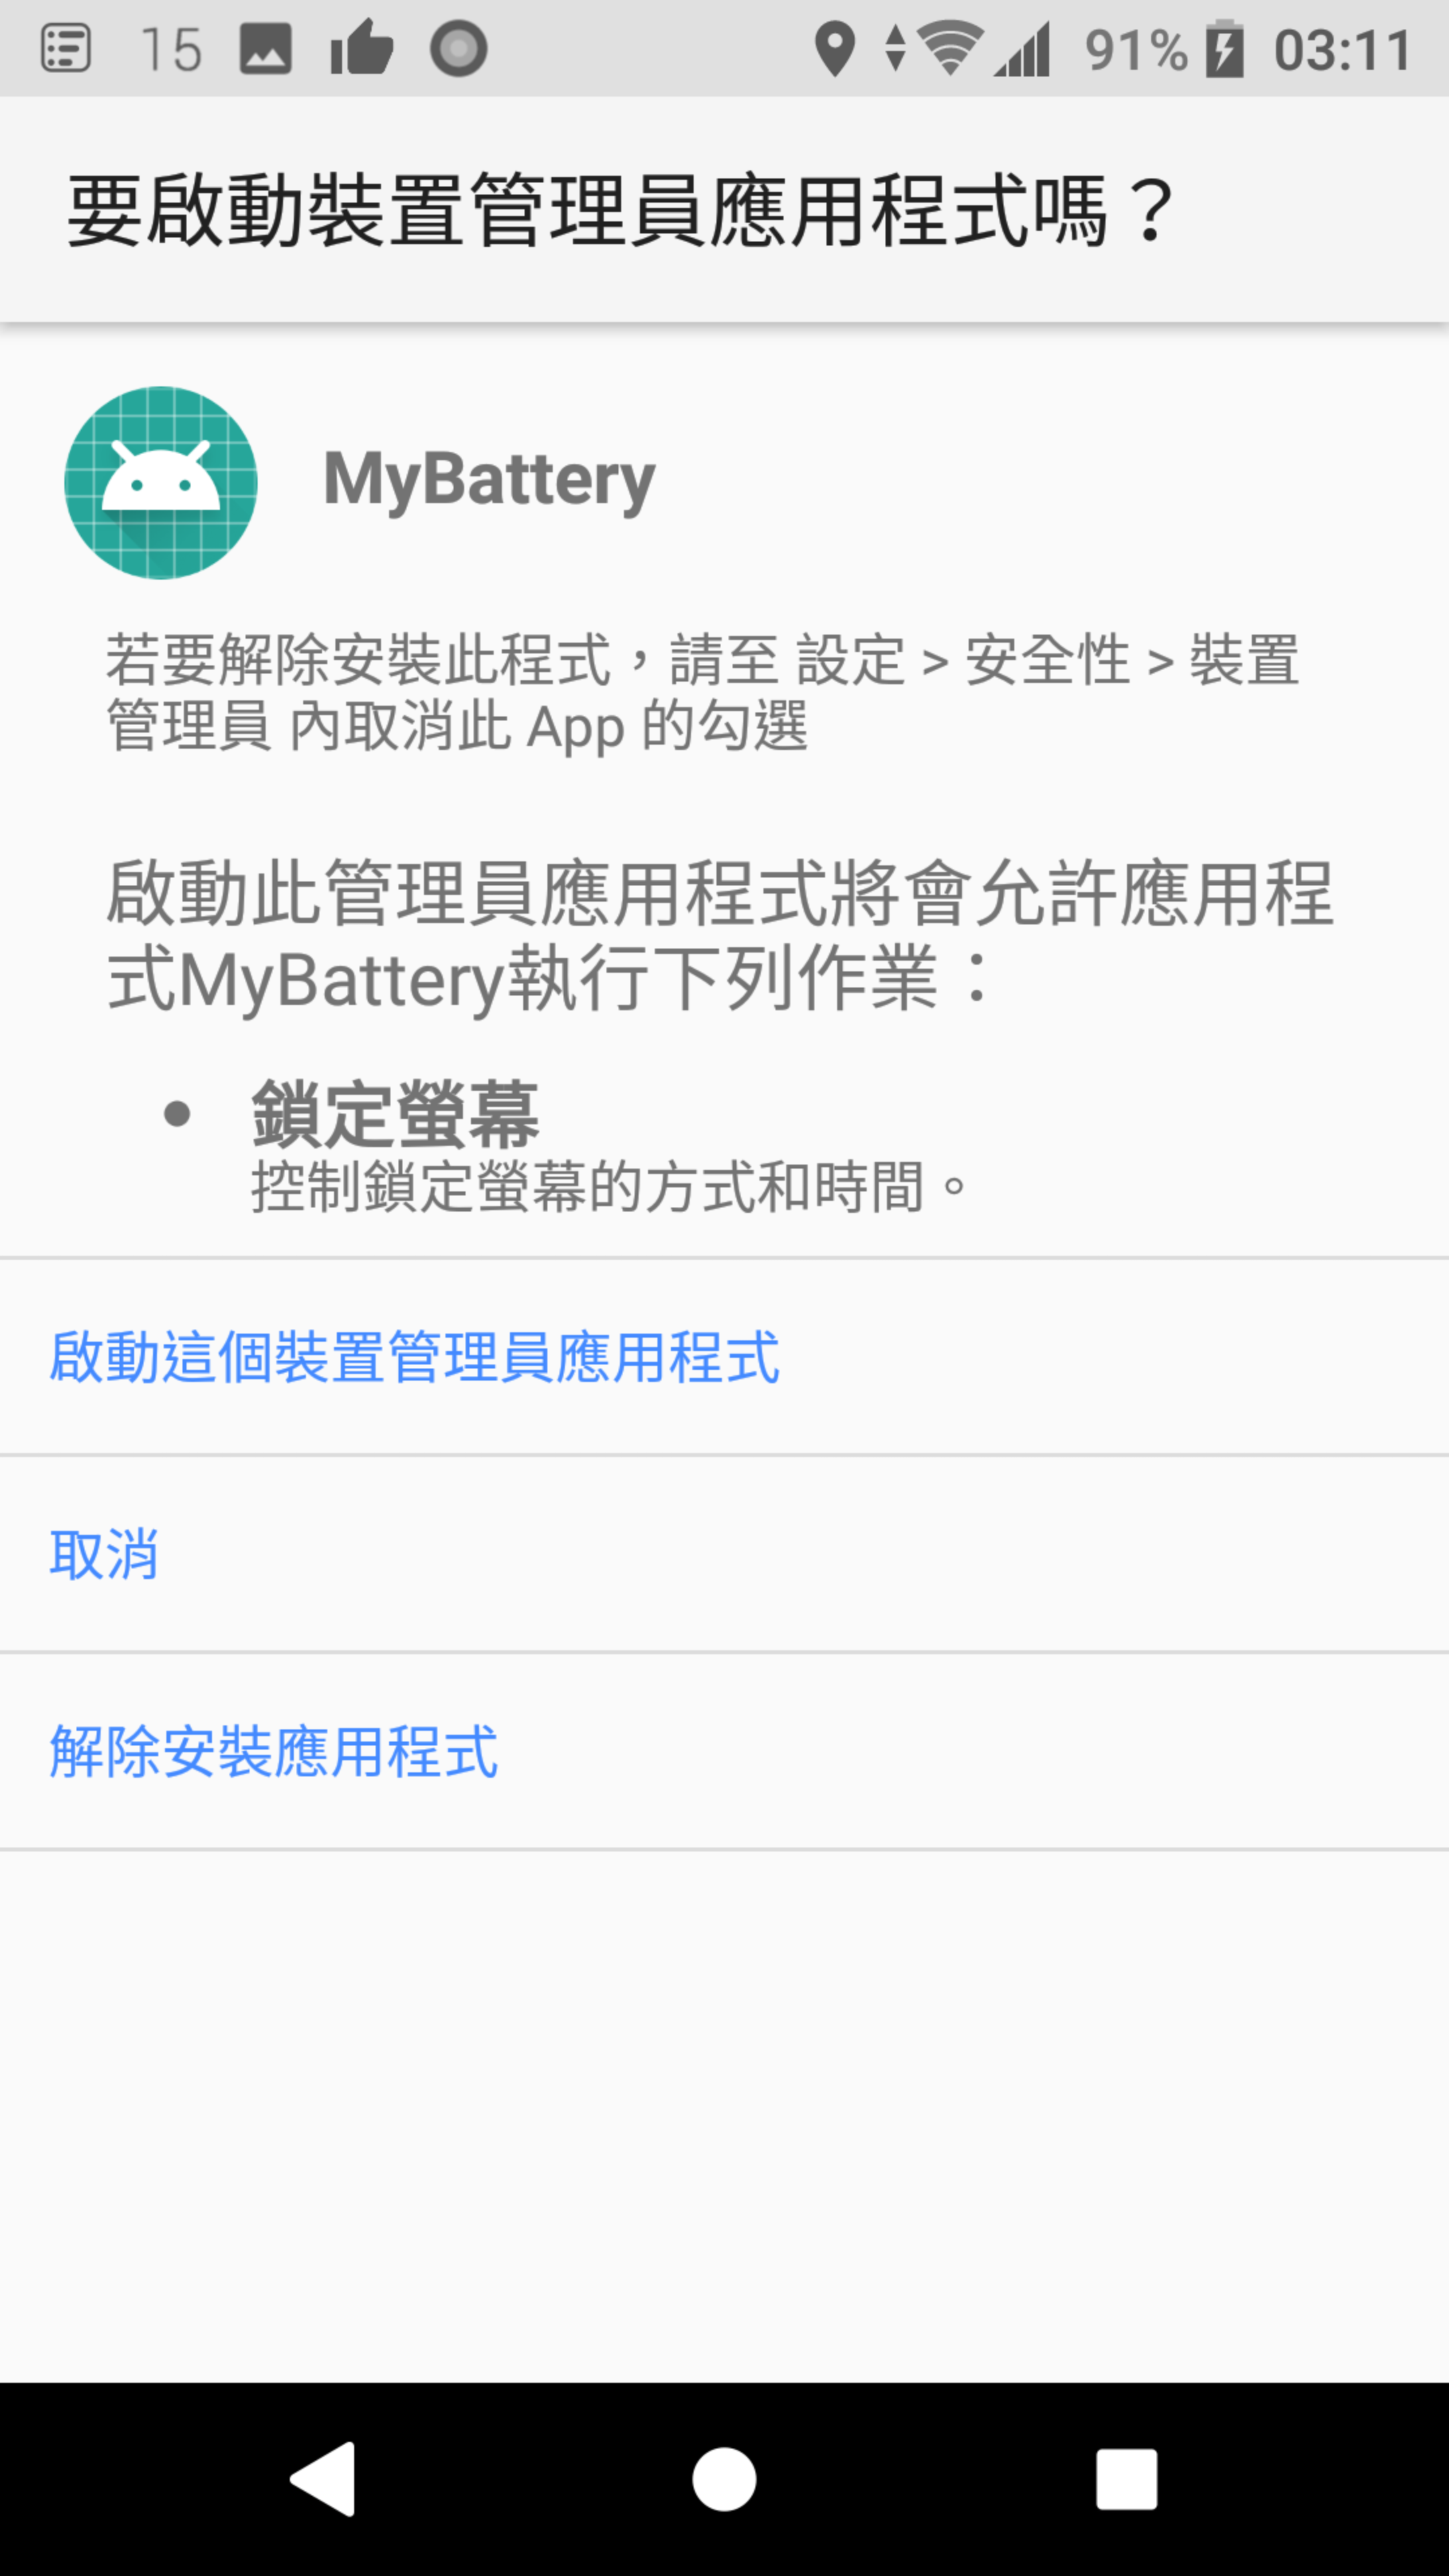 15 91% 03:11
要啟動裝置管理員應用程式嗎？
MyBattery
若要解除安裝此程式，請至 設定 > 安全性 > 裝置
管理員 內取消此 App 的勾選
啟動此管理員應用程式將會允許應用程
式MyBattery執行下列作業：
• 鎖定螢幕
控制鎖定螢幕的方式和時間。
啟動這個裝置管理員應用程式
取消
解除安裝應用程式